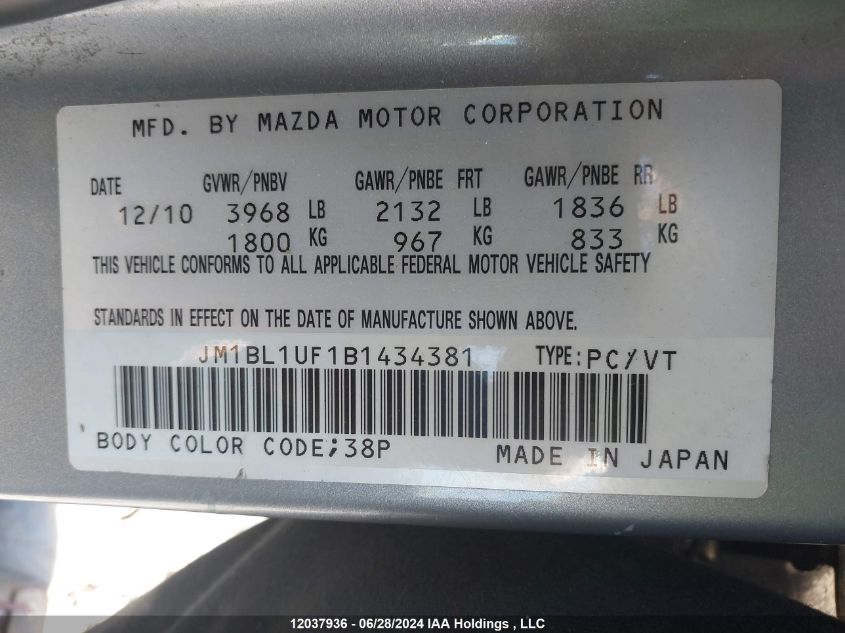 MFD. BY MAZDA MOTOR CORPORATION
DATE GVWR/PNBV GAWR/PNBE FRT GAWR/PNBE RR
12/10 3968 LB 2132 LB 1836 LB
1800 KG 967 KG 833 KG
THIS VEHICLE CONFORMS TO ALL APPLICABLE FEDERAL MOTOR VEHICLE SAFETY
STANDARDS IN EFFECT ON THE DATE OF MANUFACTURE SHOWN ABOVE.
JM1BL1UF1B1434381 TYPE:PC/VT
BODY COLOR CODE;38P MADE IN JAPAN
12037936 - 06/28/2024 IAA Holdings , LLC